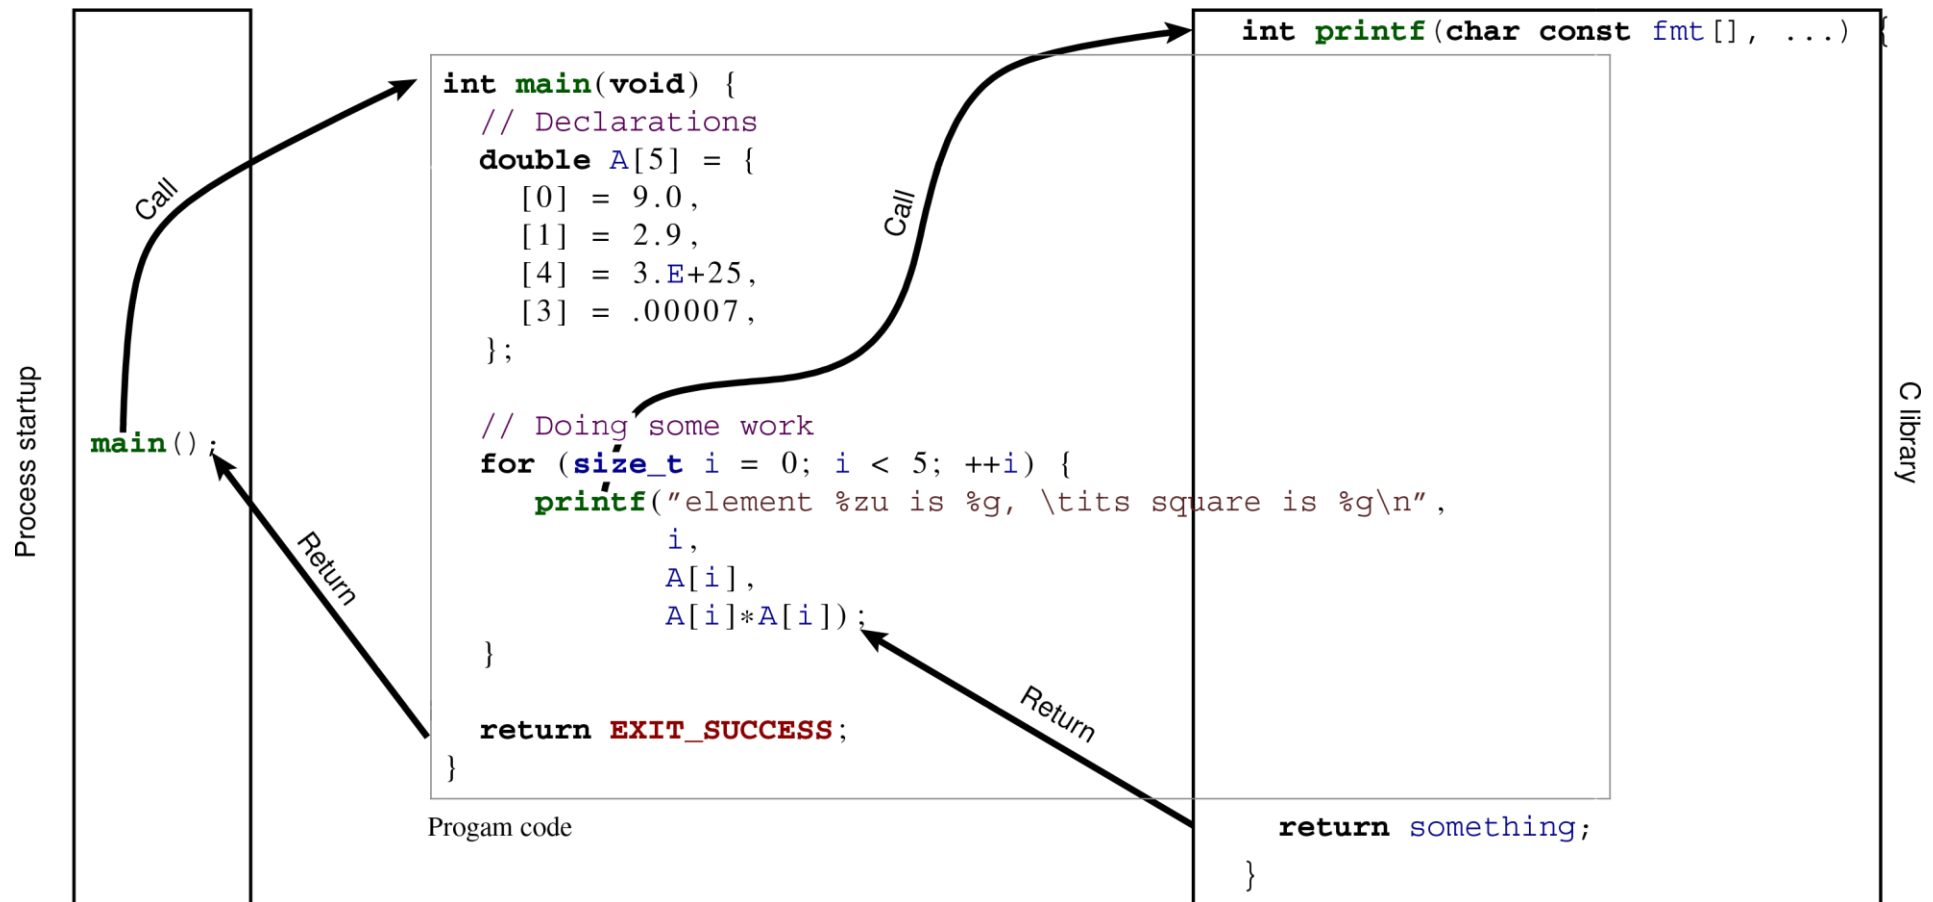 Process startup
main();
Call
Return
int main(void) {
// Declarations
double A[5] = {
[0] = 9.0,
[1] = 2.9,
[4] = 3.E+25,
[3] = .00007,
};
// Doing some work
for (size_t i = 0; i < 5; ++i) {
printf("element %zu is %g, \tits square is %g\n",
i,
A[i],
A[i]*A[i]);
}
return EXIT_SUCCESS;
}
Progam code
Call
Return
int printf(char const fmt[], ...) {
return something;
}
C library